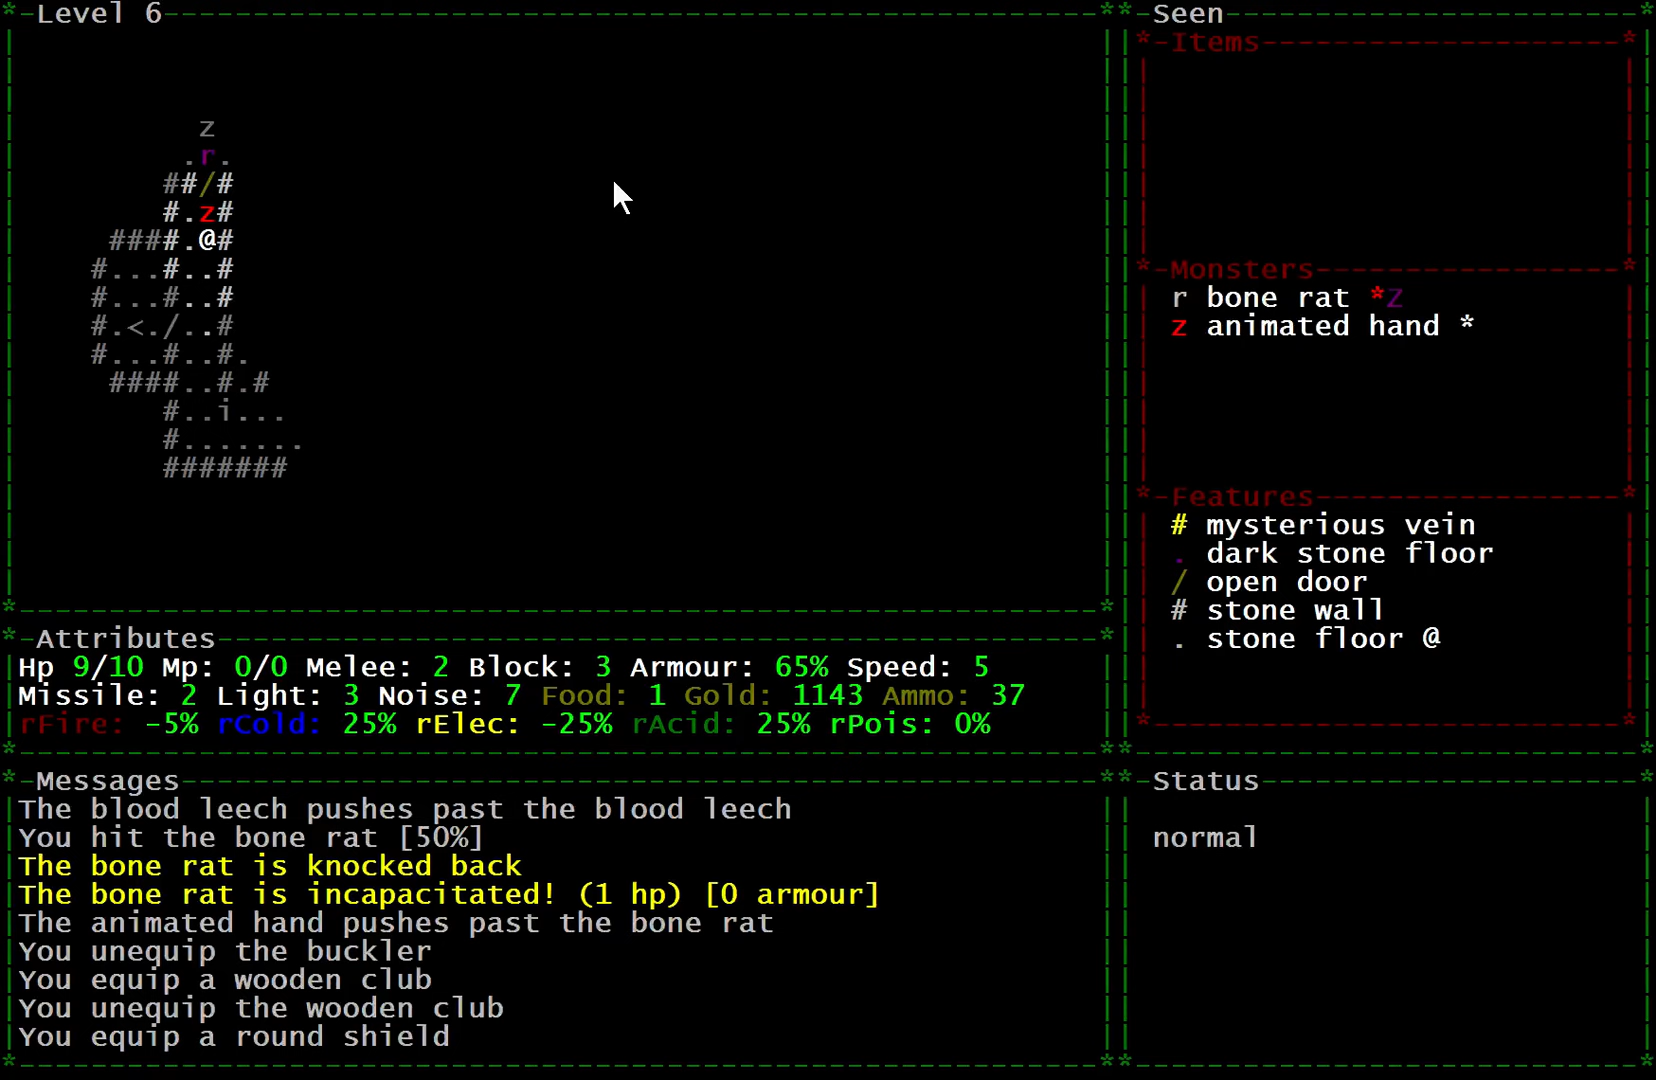 Level 6
z
.r.
##/#
#.z#
####.@#
#...#..#
#...#..#
#.<./..#
#...#..#.
####..#.#
#..i...
#.......
#######
Attributes
Hp 9/10 Mp: 0/0 Melee: 2 Block: 3 Armour: 65% Speed: 5
Missile: 2 Light: 3 Noise: 7 Food: 1 Gold: 1143 Ammo: 37
rFire: -5% rCold: 25% rElec: -25% rAcid: 25% rPois: 0%
Messages
The blood leech pushes past the blood leech
You hit the bone rat [50%]
The bone rat is knocked back
The bone rat is incapacitated! (1 hp) [0 armour]
The animated hand pushes past the bone rat
You unequip the buckler
You equip a wooden club
You unequip the wooden club
You equip a round shield
Seen
Items
Monsters
r bone rat *Z
z animated hand *
Features
# mysterious vein
. dark stone floor
/ open door
# stone wall
. stone floor @
Status
normal